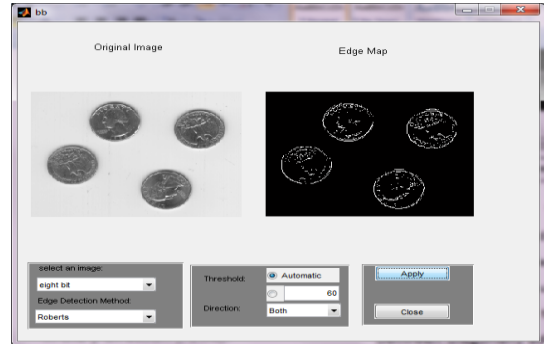 bb
Original Image
Edge Map
select an image:
eight bit
Edge Detection Method:
Roberts
Threshold:
Automatic
60
Direction:
Both
Apply
Close